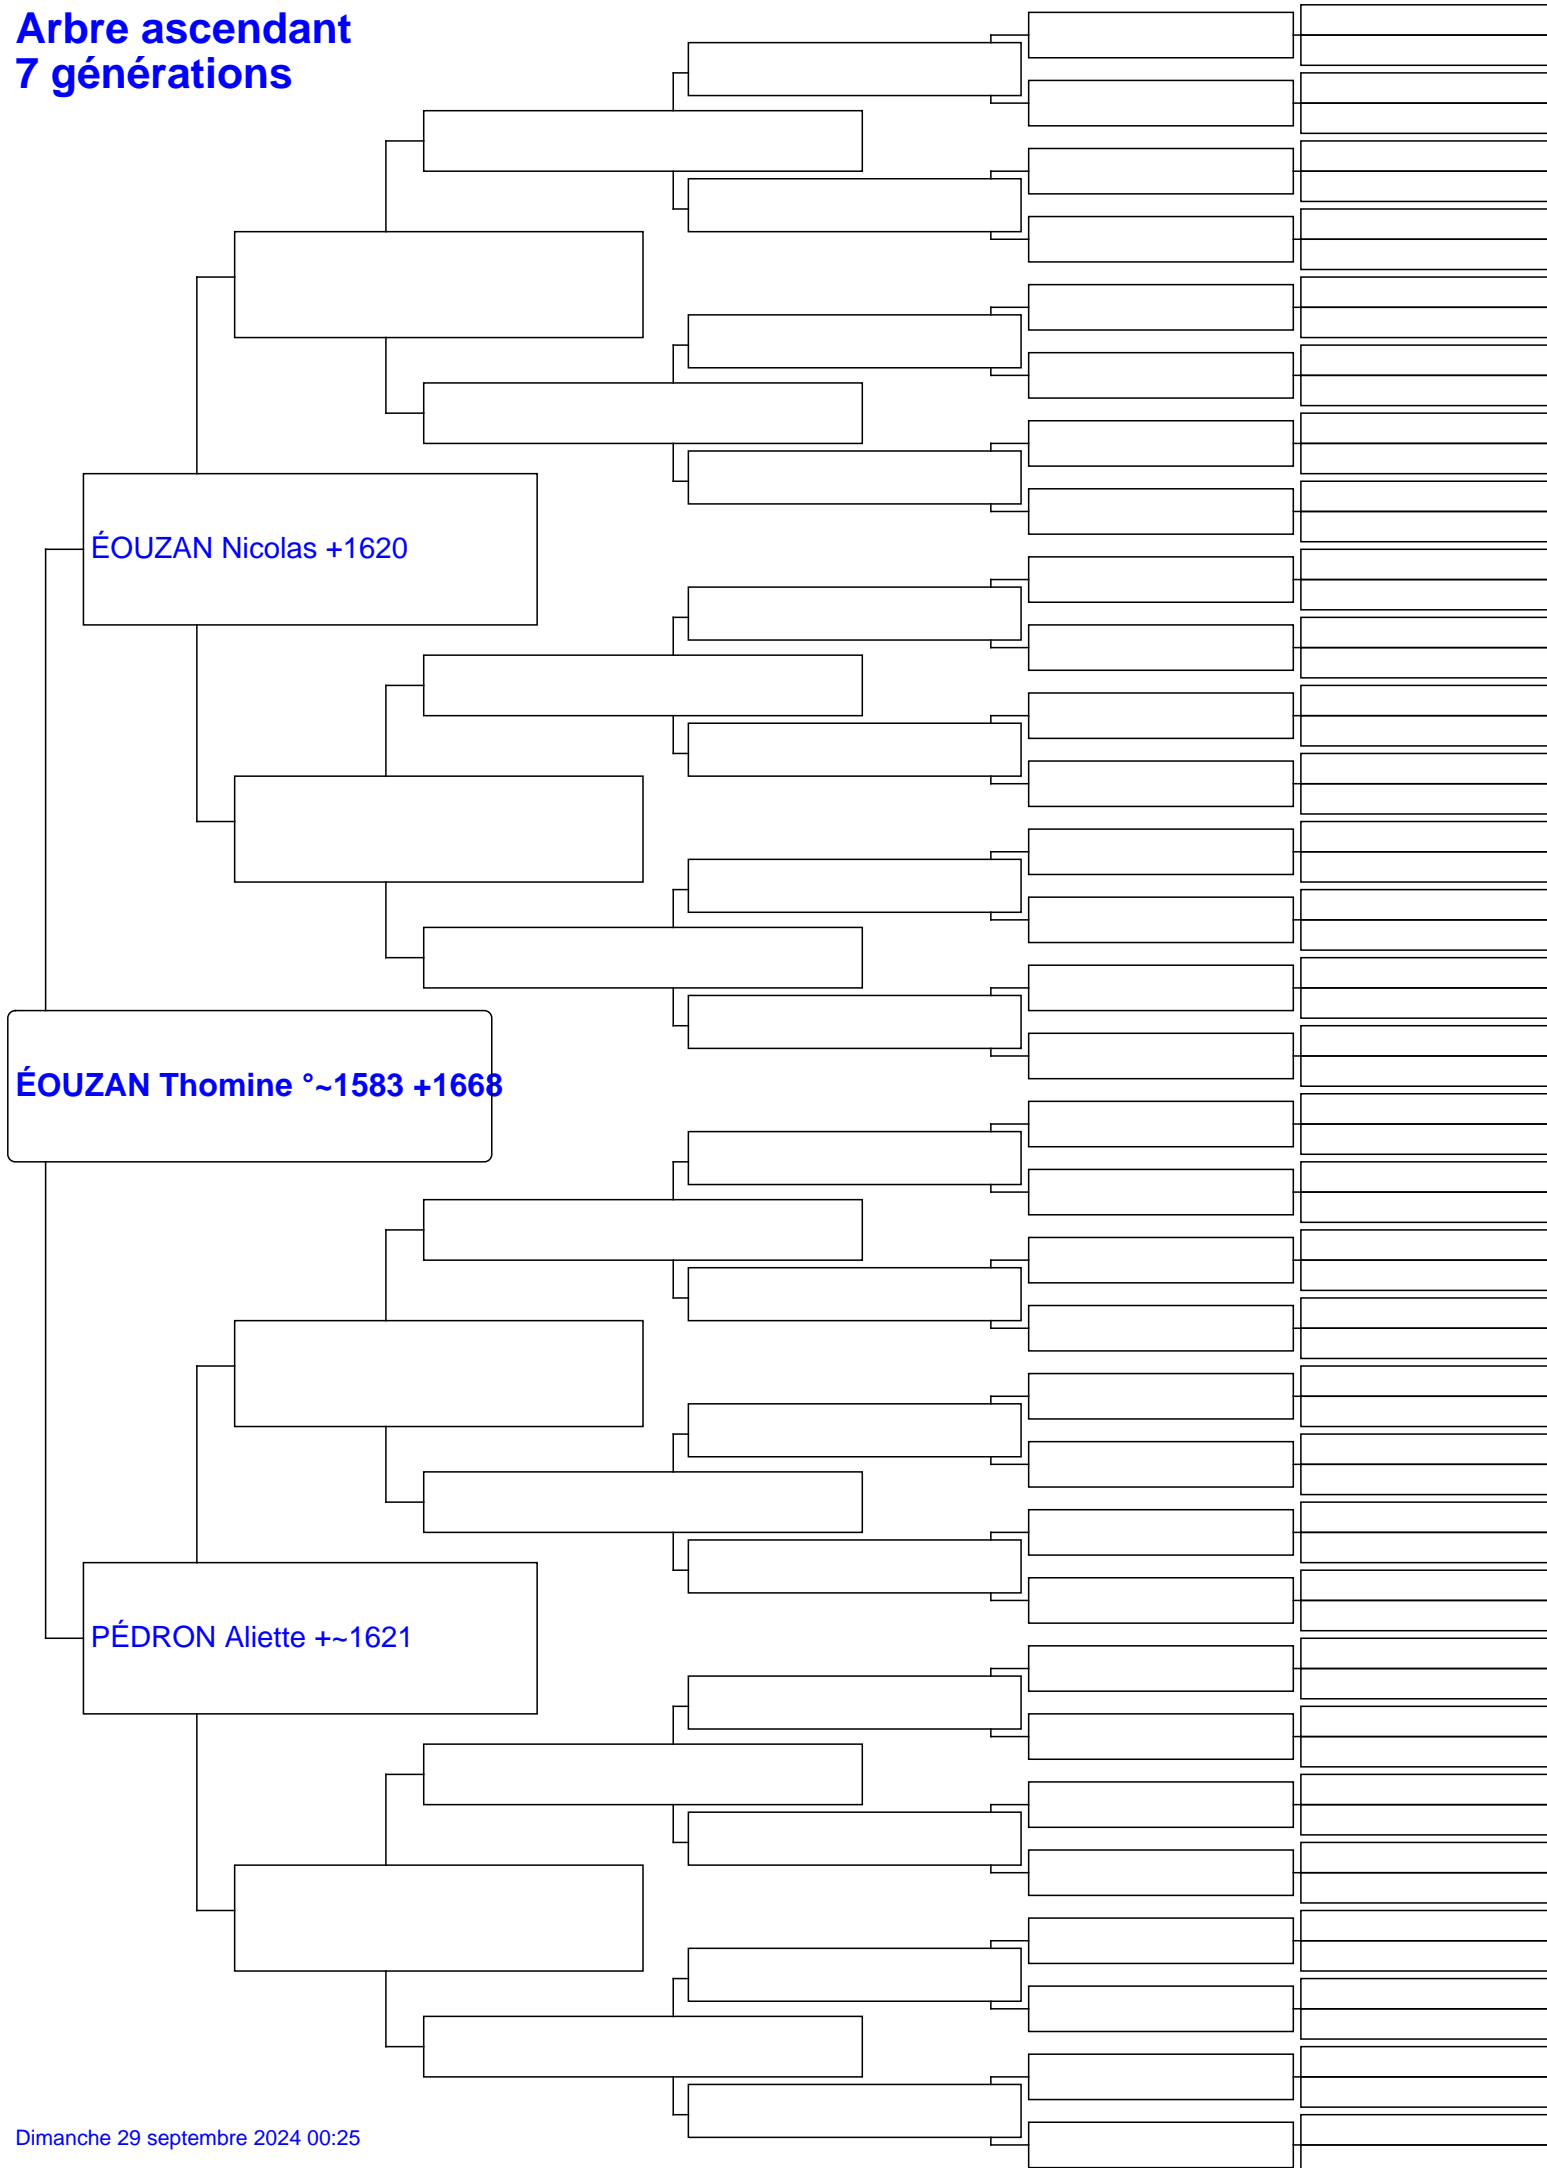 Arbre ascendant
7 générations
ÉOUZAN Nicolas +1620
ÉOUZAN Thomine °~1583 +1668
PÉDRON Aliette +~1621
Dimanche 29 septembre 2024 00:25